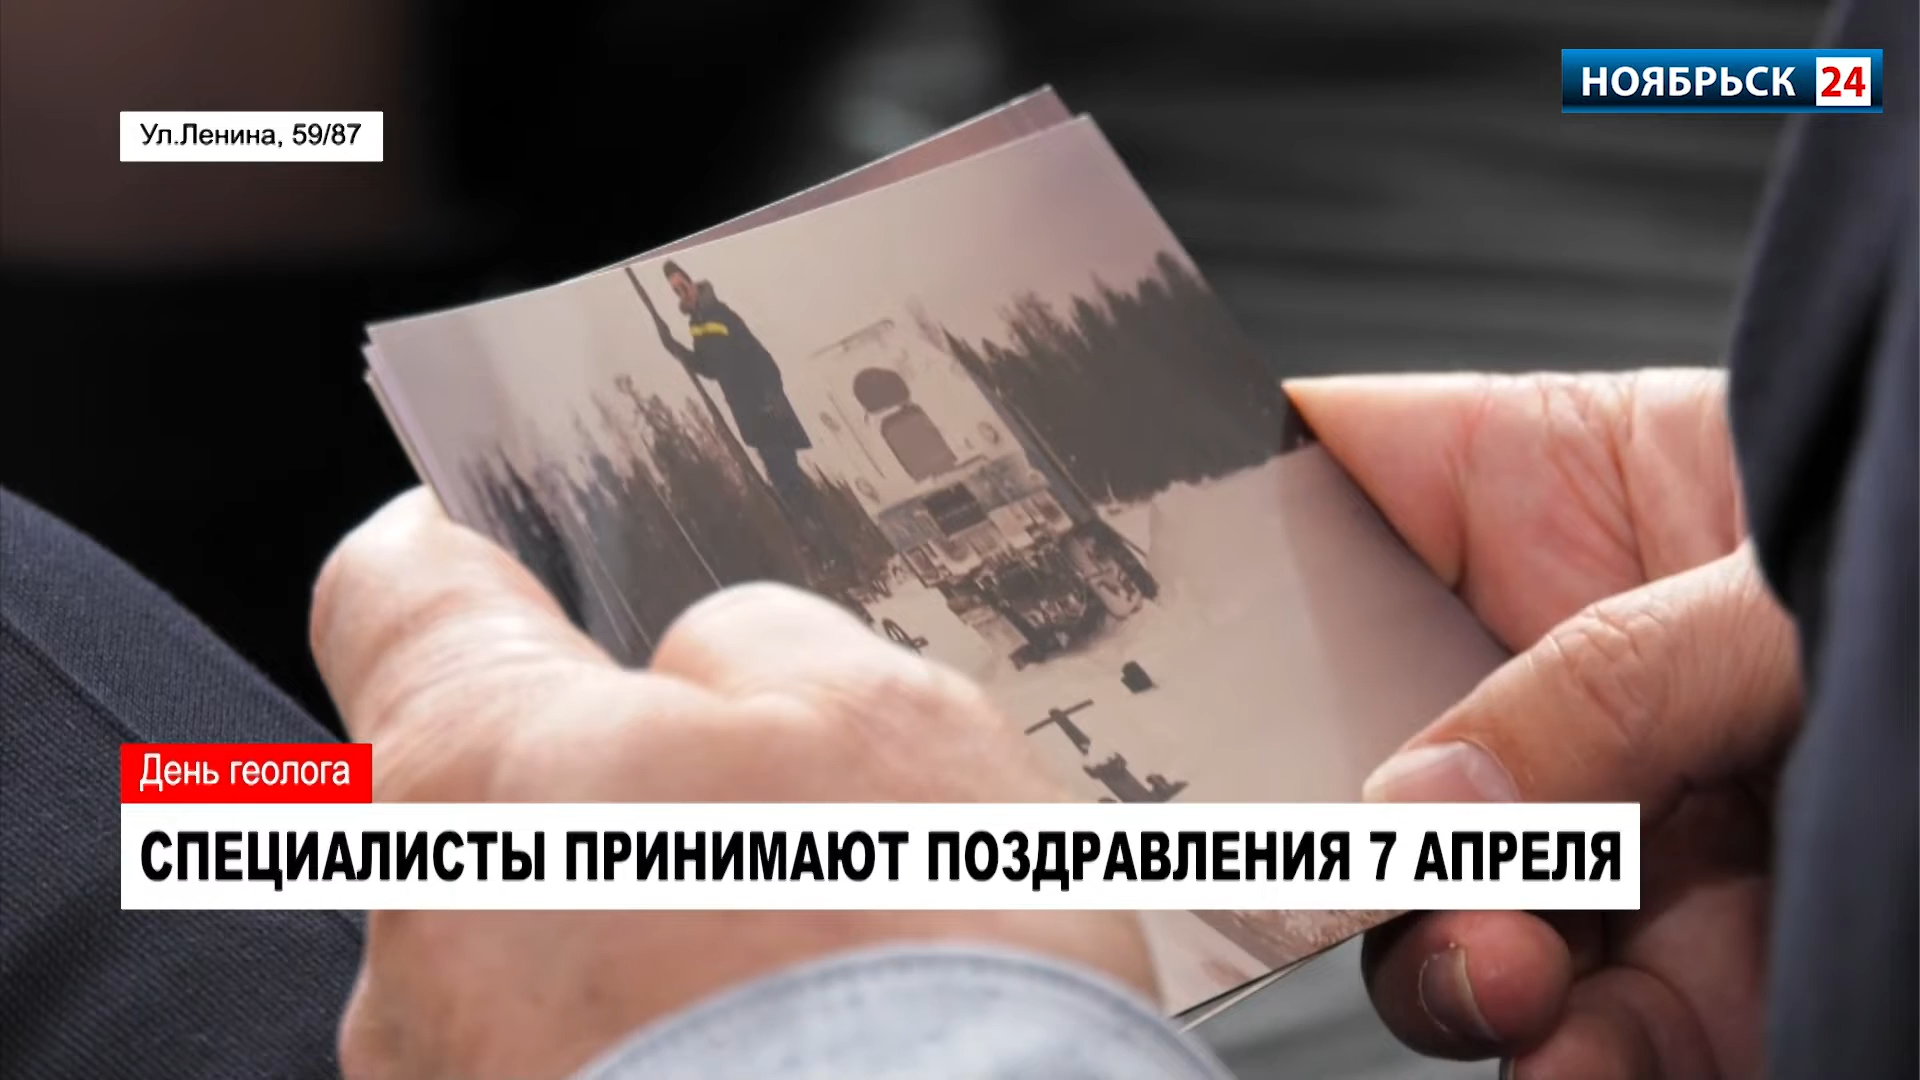 НОЯБРЬСК 24
Ул.Ленина, 59/87
День геолога
СПЕЦИАЛИСТЫ ПРИНИМАЮТ ПОЗДРАВЛЕНИЯ 7 АПРЕЛЯ